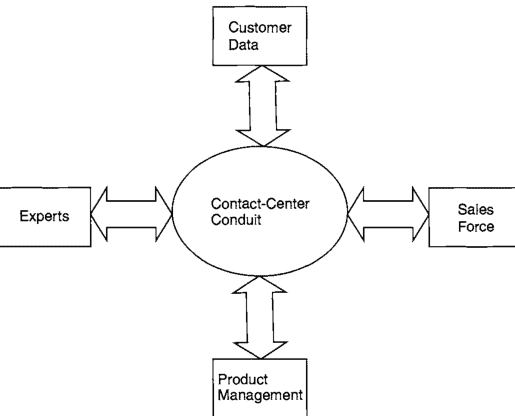 Customer
Data
Experts
Contact-Center
Conduit
Sales
Force
Product
Management